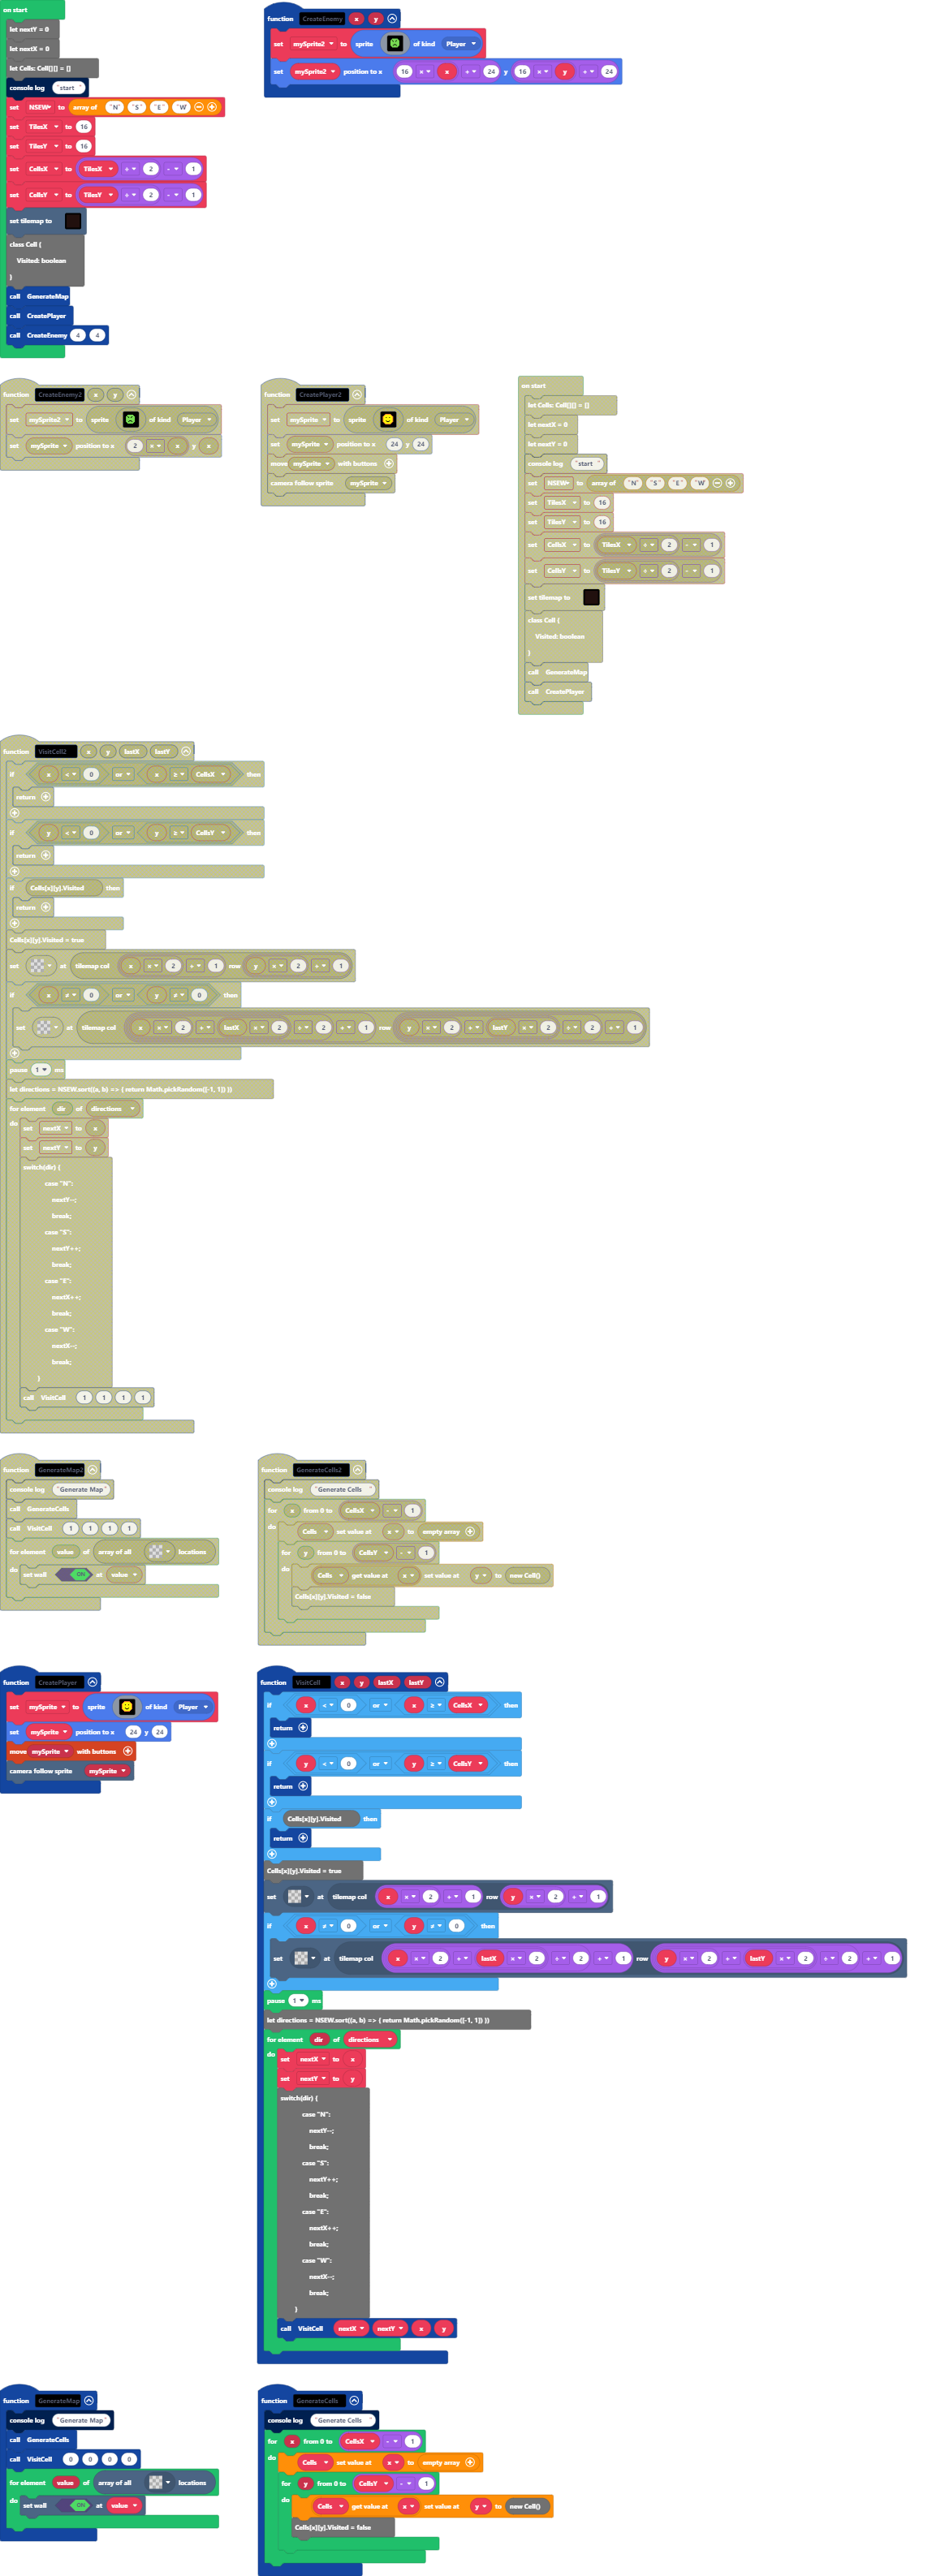 on start
let nextY = 0
let nextX = 0
let Cells: Cell[][] = []
console log "start"
set NSEW to array of "N" "S" "E" "W"
set TilesX to 16
set TilesY to 16
set CellsX to TilesX ÷ 2 - 1
set CellsY to TilesY ÷ 2 - 1
set tilemap to
class Cell {
Visited: boolean
}
call GenerateMap
call CreatePlayer
call CreateEnemy 4 4
function CreateEnemy x y
set mySprite2 to sprite of kind Player
set mySprite2 position to x 16 × x + 24 y 16 × y + 24
function CreateEnemy2 x y
set mySprite2 to sprite of kind Player
set mySprite position to x 2 × x y x
function CreatePlayer2
set mySprite to sprite of kind Player
set mySprite position to x 24 y 24
move mySprite with buttons
camera follow sprite mySprite
on start
let Cells: Cell[][] = []
let nextX = 0
let nextY = 0
console log "start"
set NSEW to array of "N" "S" "E" "W"
set TilesX to 16
set TilesY to 16
set CellsX to TilesX ÷ 2 - 1
set CellsY to TilesY ÷ 2 - 1
set tilemap to
class Cell {
Visited: boolean
}
call GenerateMap
call CreatePlayer
function VisitCell2 x y lastX lastY
if x < 0 or x ≥ CellsX then
return
if y < 0 or y ≥ CellsY then
return
if Cells[x][y].Visited then
return
Cells[x][y].Visited = true
set at tilemap col x × 2 + 1 row y × 2 + 1
if x ≠ 0 or y ≠ 0 then
set at tilemap col x × 2 + lastX × 2 ÷ 2 + 1 row y × 2 + lastY × 2 ÷ 2 + 1
pause 1 ms
let directions = NSEW.sort((a, b) => { return Math.pickRandom([-1, 1]) })
for element dir of directions
do set nextX to x
set nextY to y
switch(dir) {
case "N":
nextY--;
break;
case "S":
nextY++;
break;
case "E":
nextX++;
break;
case "W":
nextX--;
break;
}
call VisitCell 1 1 1 1
function GenerateMap2
console log "Generate Map"
call GenerateCells
call VisitCell 1 1 1 1
for element value of array of all locations
do set wall ON at value
function GenerateCells2
console log "Generate Cells"
for x from 0 to CellsX - 1
do Cells set value at x to empty array
for y from 0 to CellsY - 1
do Cells get value at x set value at y to new Cell()
Cells[x][y].Visited = false
function CreatePlayer
set mySprite to sprite of kind Player
set mySprite position to x 24 y 24
move mySprite with buttons
camera follow sprite mySprite
function VisitCell x y lastX lastY
if x < 0 or x ≥ CellsX then
return
if y < 0 or y ≥ CellsY then
return
if Cells[x][y].Visited then
return
Cells[x][y].Visited = true
set at tilemap col x × 2 + 1 row y × 2 + 1
if x ≠ 0 or y ≠ 0 then
set at tilemap col x × 2 + lastX × 2 ÷ 2 + 1 row y × 2 + lastY × 2 ÷ 2 + 1
pause 1 ms
let directions = NSEW.sort((a, b) => { return Math.pickRandom([-1, 1]) })
for element dir of directions
do set nextX to x
set nextY to y
switch(dir) {
case "N":
nextY--;
break;
case "S":
nextY++;
break;
case "E":
nextX++;
break;
case "W":
nextX--;
break;
}
call VisitCell nextX nextY x y
function GenerateMap
console log "Generate Map"
call GenerateCells
call VisitCell 0 0 0 0
for element value of array of all locations
do set wall ON at value
function GenerateCells
console log "Generate Cells"
for x from 0 to CellsX - 1
do Cells set value at x to empty array
for y from 0 to CellsY - 1
do Cells get value at x set value at y to new Cell()
Cells[x][y].Visited = false